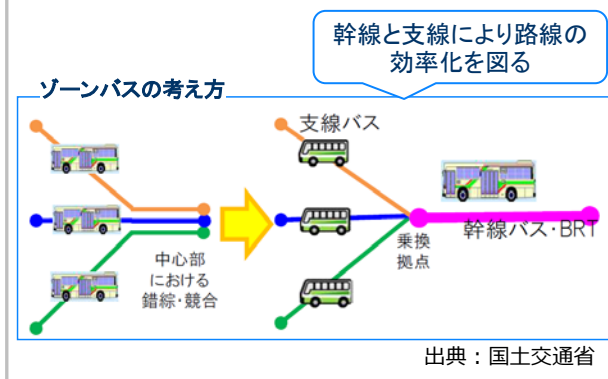 幹線と支線により路線の
効率化を図る
ゾーンバスの考え方
支線バス
中心部
における
錯綜・競合
乗換
拠点
幹線バス・BRT
出典：国土交通省